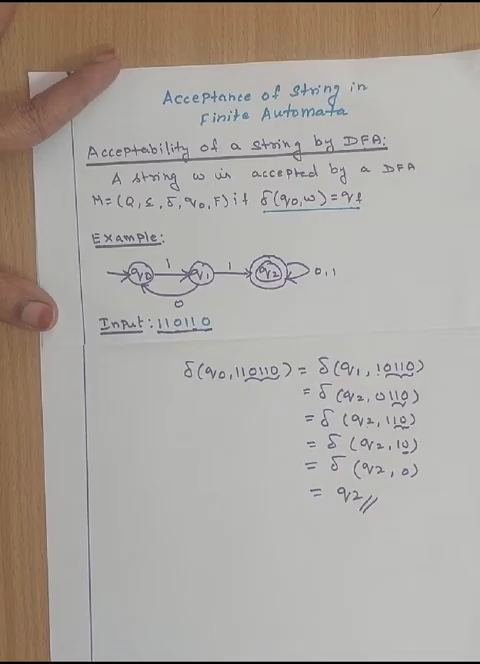 Acceptance of String in
Finite Automata
Acceptability of a string by DFA:
A string w is accepted by a DFA
M=(Q, Σ, δ, q0, F) if δ(q0,w)=qf
Example:
q0 1 q1 1 q2 0,1
0
Input: 110110
δ(q0,110110) = δ(q1, 10110)
= δ (q2, 0110)
= δ (q2, 110)
= δ (q2, 10)
= δ (q2, 0)
= q2//